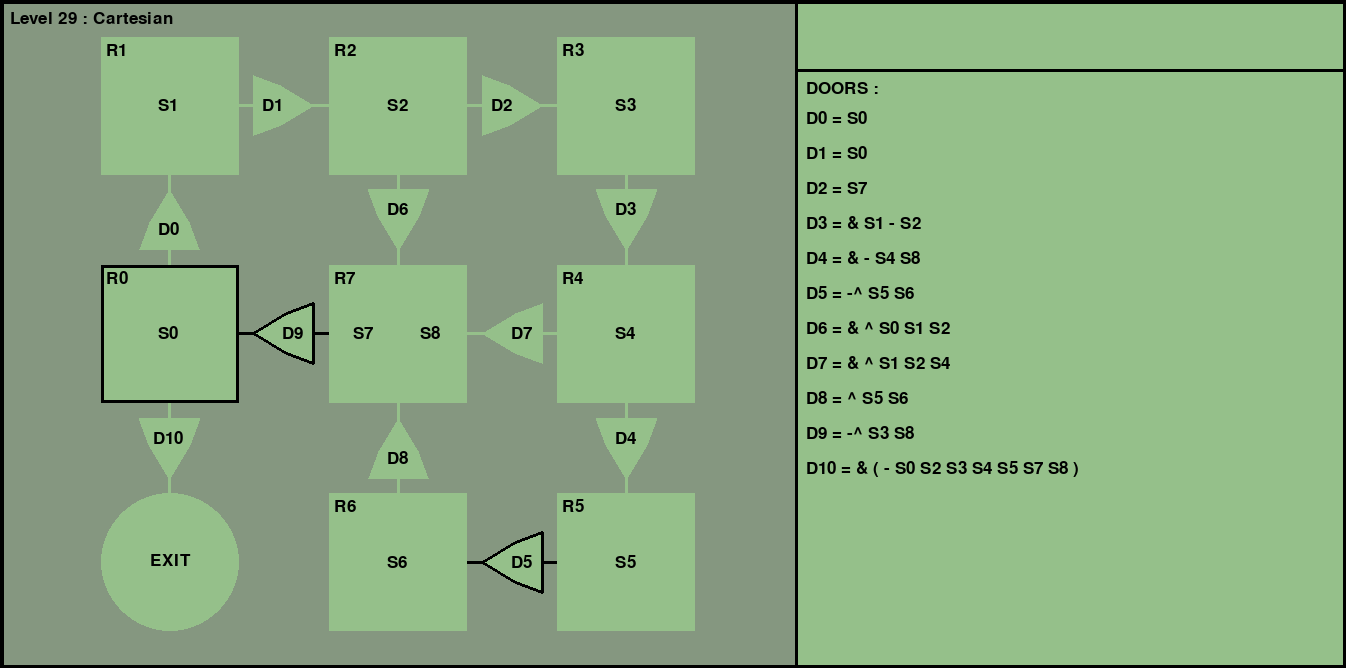 Level 29 : Cartesian
R1
R2
R3
S1
D1
S2
D2
S3
D0
D6
D3
R0
R7
R4
S0
D9
S7
S8
D7
S4
D10
D8
D4
R6
R5
EXIT
S6
D5
S5
DOORS :
D0 = S0
D1 = S0
D2 = S7
D3 = & S1 - S2
D4 = & - S4 S8
D5 = -^ S5 S6
D6 = & ^ S0 S1 S2
D7 = & ^ S1 S2 S4
D8 = ^ S5 S6
D9 = -^ S3 S8
D10 = & ( - S0 S2 S3 S4 S5 S7 S8 )